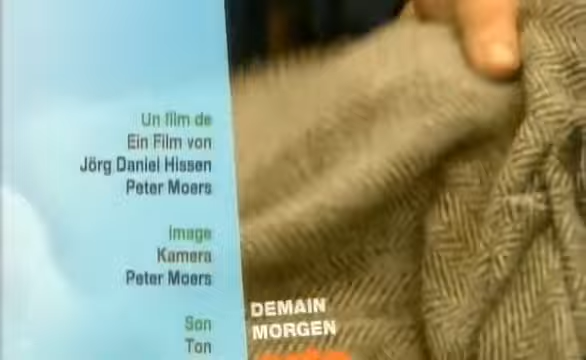 Un film de
Ein Film von
Jörg Daniel Hissen
Peter Moers
Image
Kamera
Peter Moers
Son
Ton
DEMAIN
MORGEN